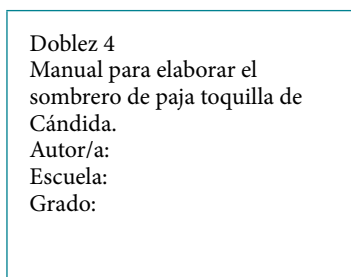 Doblez 4
Manual para elaborar el
sombrero de paja toquilla de
Cándida.
Autor/a:
Escuela:
Grado: